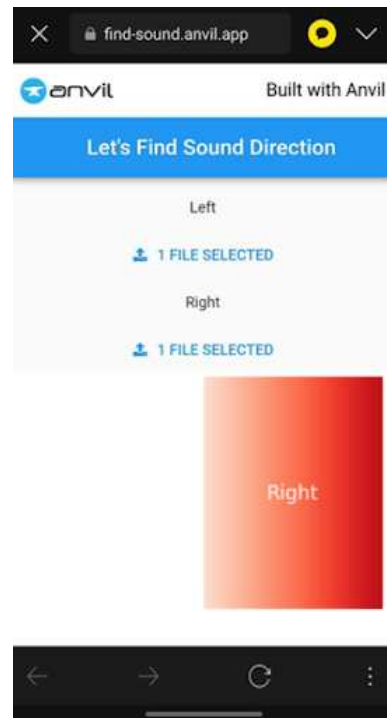 find-sound.anvil.app
anvil Built with Anvil
Let's Find Sound Direction
Left
1 FILE SELECTED
Right
1 FILE SELECTED
Right